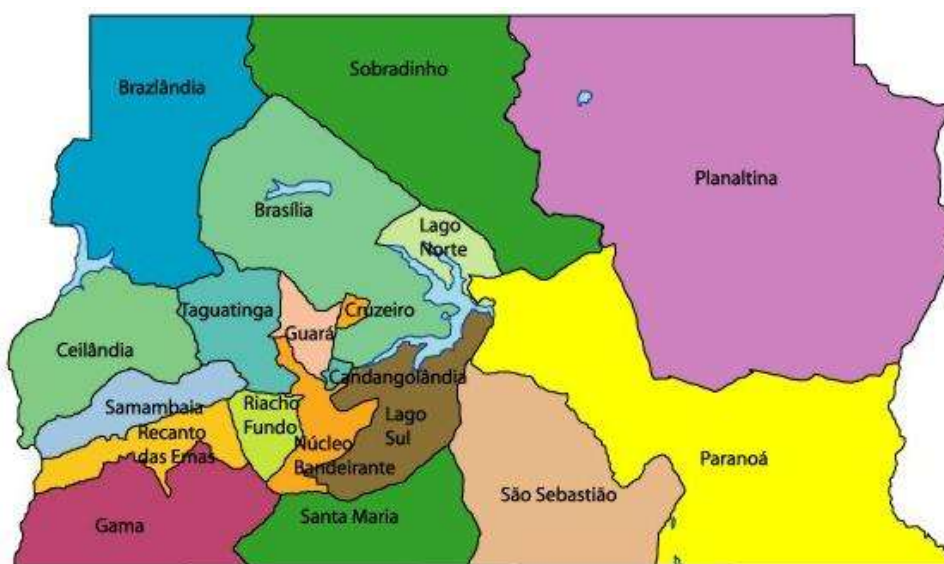 Sobradinho
Brazlândia
Planaltina
Brasília
Lago
Norte
Taguatinga
Cruzeiro
Guará
Ceilândia
Candangolândia
Samambaia
Riacho
Fundo
Lago
Sul
Recanto
das Emas
Núcleo
Bandeirante
Paranoá
São Sebastião
Santa Maria
Gama